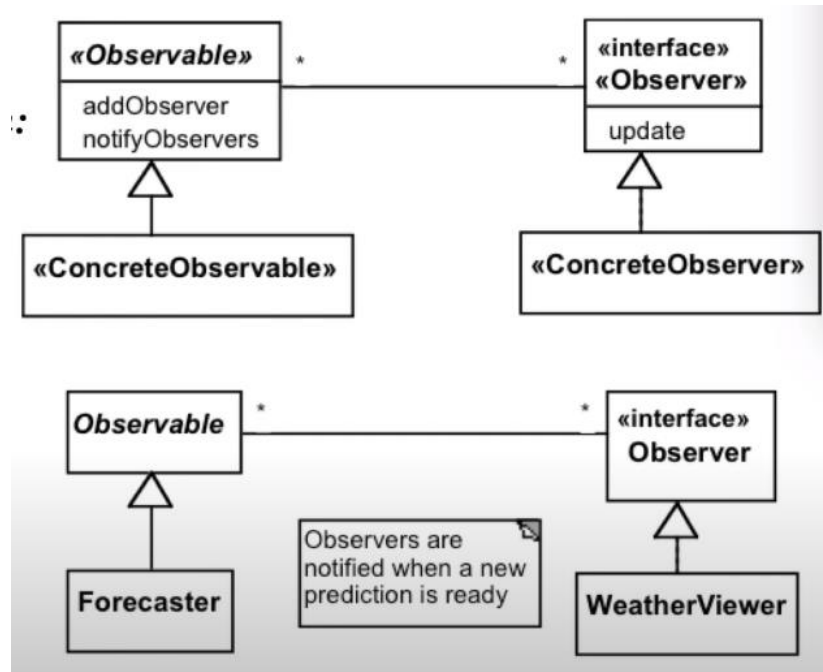 «Observable»
*
*
«interface»
«Observer»
addObserver
notifyObservers
update
:
«ConcreteObservable»
«ConcreteObserver»
Observable
*
*
«interface»
Observer
Observers are
notified when a new
prediction is ready
Forecaster
WeatherViewer